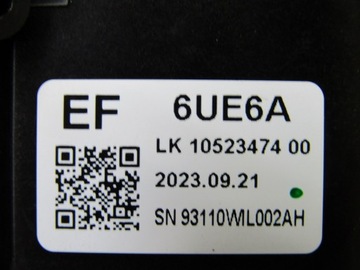 EF 6UE6A
LK 10523474 00
2023.09.21
SN 93110WIL002AH